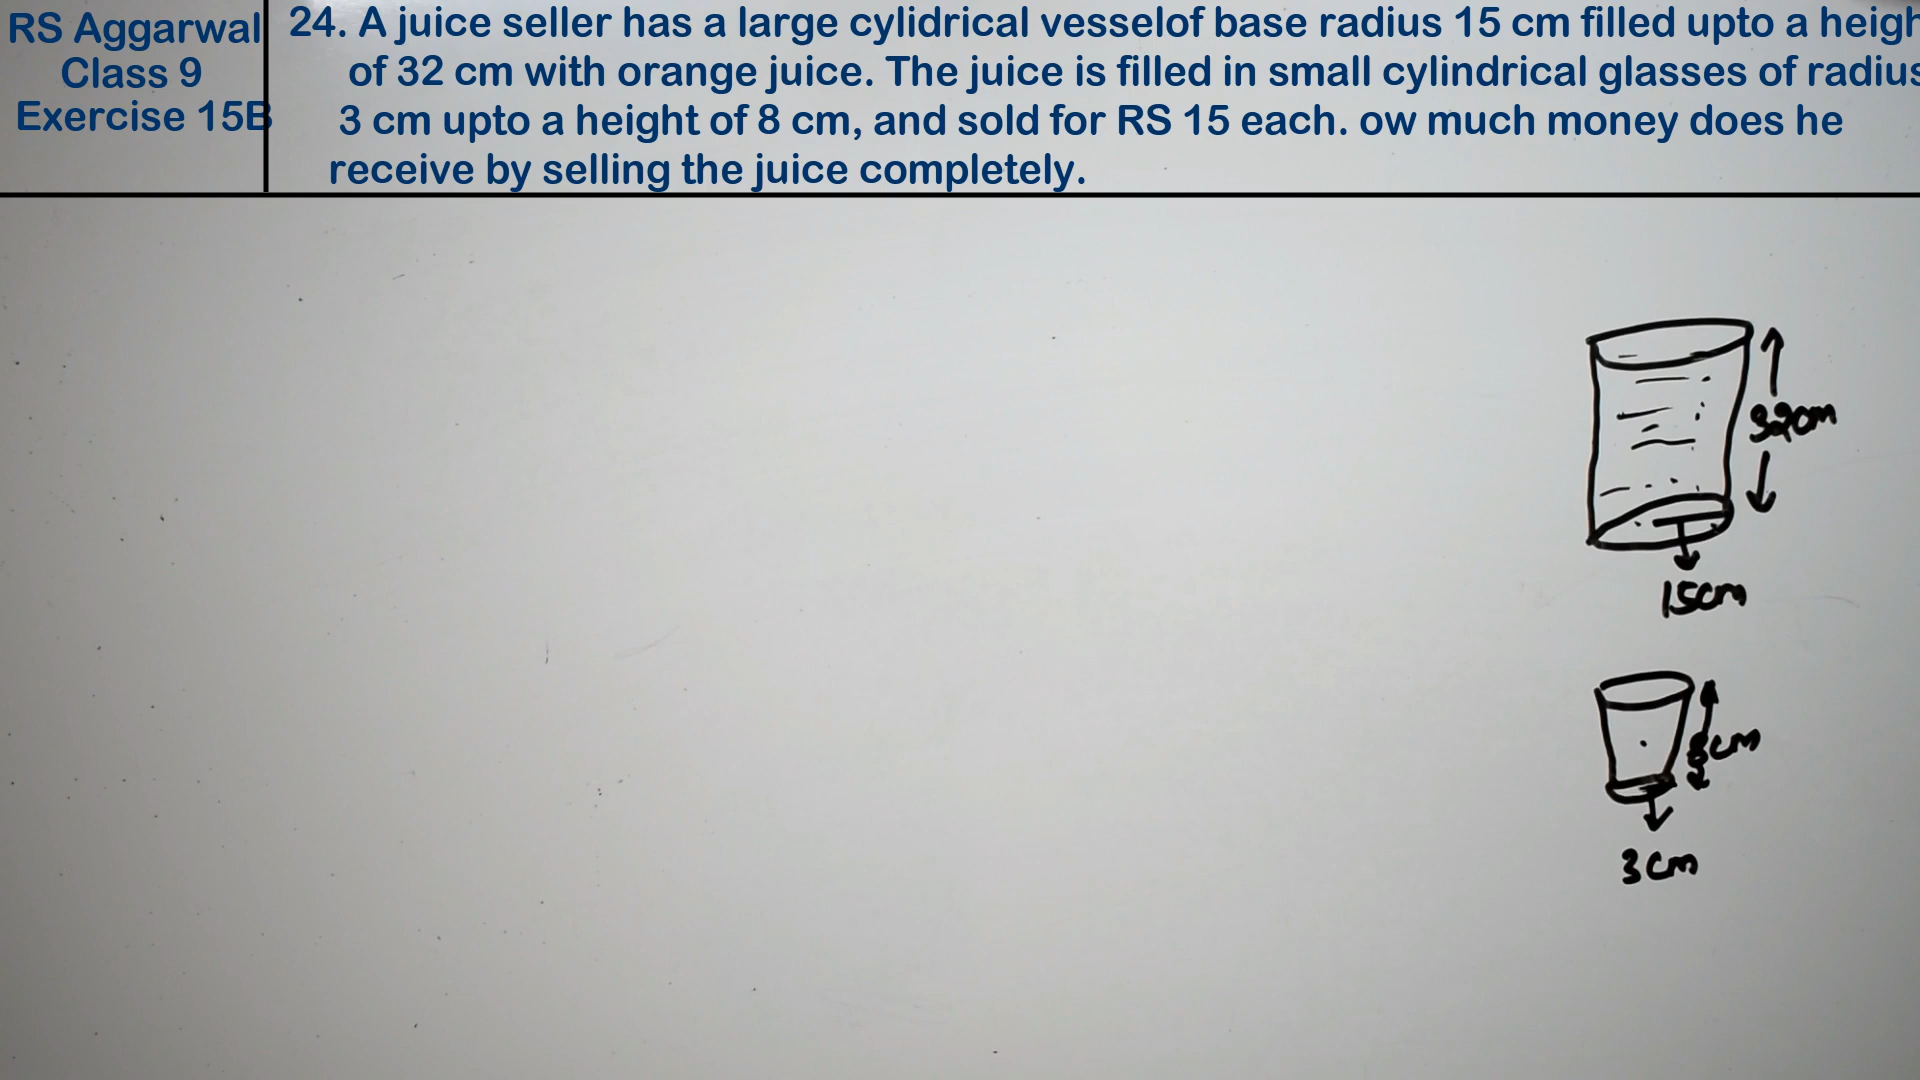 RS Aggarwal
Class 9
Exercise 15B
24. A juice seller has a large cylidrical vesselof base radius 15 cm filled upto a heigh
of 32 cm with orange juice. The juice is filled in small cylindrical glasses of radius
3 cm upto a height of 8 cm, and sold for RS 15 each. ow much money does he
receive by selling the juice completely.
32cm
15cm
8cm
3cm